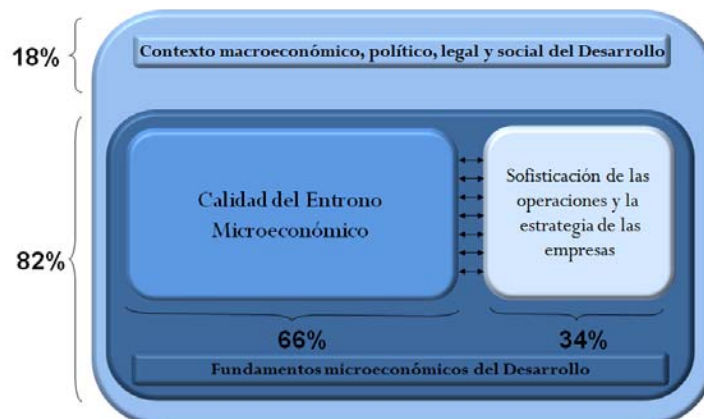 18%
Contexto macroeconómico, político, legal y social del Desarrollo
82%
Calidad del Entrono
Microeconómico
Sofisticación de las
operaciones y la
estrategia de las
empresas
66%
34%
Fundamentos microeconómicos del Desarrollo